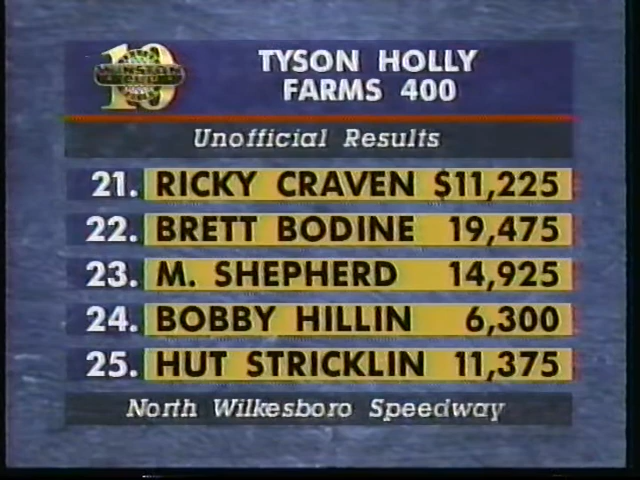 TYSON HOLLY
FARMS 400
Unofficial Results
21. RICKY CRAVEN $11,225
22. BRETT BODINE 19,475
23. M. SHEPHERD 14,925
24. BOBBY HILLIN 6,300
25. HUT STRICKLIN 11,375
North Wilkesboro Speedway